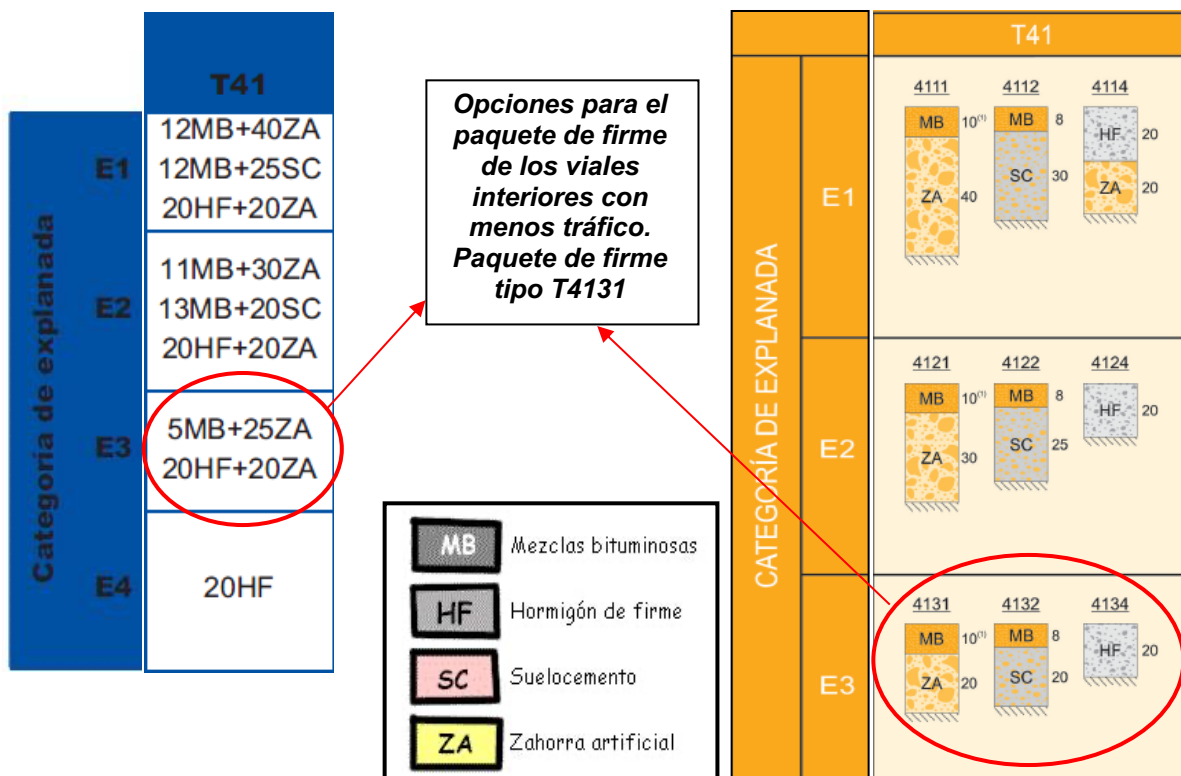 T41
Categoría de explanada
E1
12MB+40ZA
12MB+25SC
20HF+20ZA
E2
11MB+30ZA
13MB+20SC
20HF+20ZA
E3
5MB+25ZA
20HF+20ZA
E4
20HF
Opciones para el
paquete de firme
de los viales
interiores con
menos tráfico.
Paquete de firme
tipo T4131
MB Mezclas bituminosas
HF Hormigón de firme
SC Suelocemento
ZA Zahorra artificial
T41
CATEGORÍA DE EXPLANADA
E1
4111 4112 4114
MB 10(1) MB 8 HF 20
ZA 40 SC 30 ZA 20
E2
4121 4122 4124
MB 10(1) MB 8 HF 20
ZA 30 SC 25
E3
4131 4132 4134
MB 10(1) MB 8 HF 20
ZA 20 SC 20